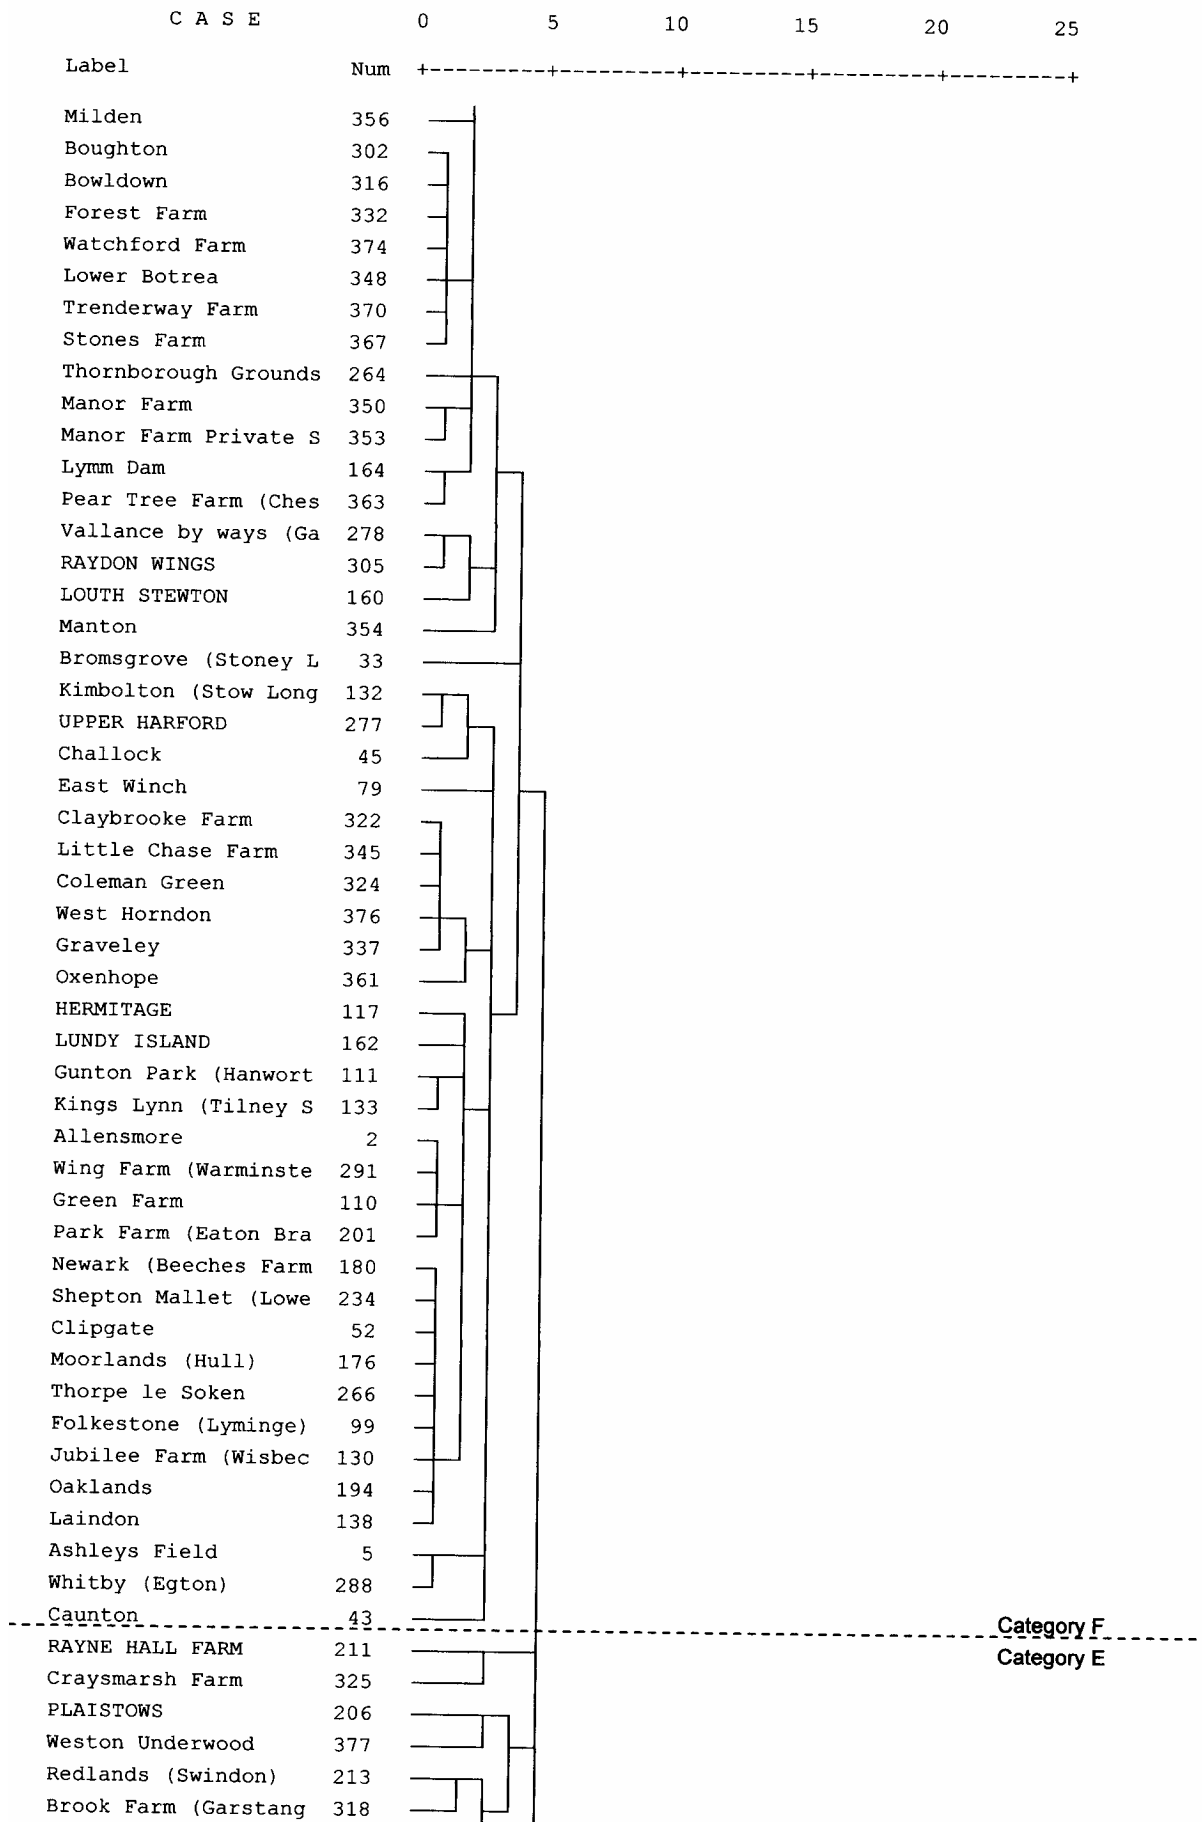 C A S E 0 5 10 15 20 25
Label Num +---------+---------+---------+---------+---------+
Milden 356
Boughton 302
Bowldown 316
Forest Farm 332
Watchford Farm 374
Lower Botrea 348
Trenderway Farm 370
Stones Farm 367
Thornborough Grounds 264
Manor Farm 350
Manor Farm Private S 353
Lymm Dam 164
Pear Tree Farm (Ches 363
Vallance by ways (Ga 278
RAYDON WINGS 305
LOUTH STEWTON 160
Manton 354
Bromsgrove (Stoney L 33
Kimbolton (Stow Long 132
UPPER HARFORD 277
Challock 45
East Winch 79
Claybrooke Farm 322
Little Chase Farm 345
Coleman Green 324
West Horndon 376
Graveley 337
Oxenhope 361
HERMITAGE 117
LUNDY ISLAND 162
Gunton Park (Hanwort 111
Kings Lynn (Tilney S 133
Allensmore 2
Wing Farm (Warminste 291
Green Farm 110
Park Farm (Eaton Bra 201
Newark (Beeches Farm 180
Shepton Mallet (Lowe 234
Clipgate 52
Moorlands (Hull) 176
Thorpe le Soken 266
Folkestone (Lyminge) 99
Jubilee Farm (Wisbec 130
Oaklands 194
Laindon 138
Ashleys Field 5
Whitby (Egton) 288
Caunton 43
Category F
RAYNE HALL FARM 211
Category E
Craysmarsh Farm 325
PLAISTOWS 206
Weston Underwood 377
Redlands (Swindon) 213
Brook Farm (Garstang 318